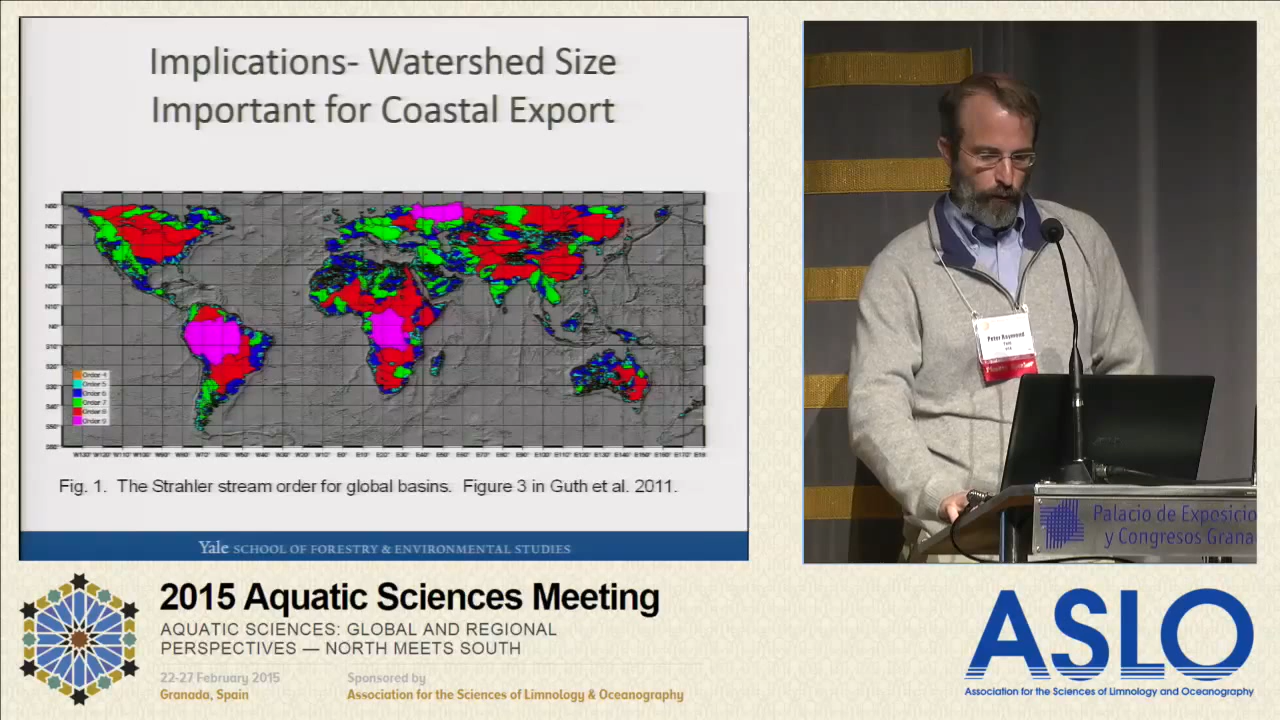 Implications- Watershed Size
Important for Coastal Export
Order 4
Order 5
Order 6
Order 7
Order 8
Order 9
Fig. 1. The Strahler stream order for global basins. Figure 3 in Guth et al. 2011.
Yale SCHOOL OF FORESTRY & ENVIRONMENTAL STUDIES
Peter Raymond
Palacio de Exposicio
y Congresos Grana
2015 Aquatic Sciences Meeting
AQUATIC SCIENCES: GLOBAL AND REGIONAL
PERSPECTIVES — NORTH MEETS SOUTH
22-27 February 2015
Granada, Spain
Sponsored by
Association for the Sciences of Limnology & Oceanography
ASLO
Association for the Sciences of Limnology and Oceanography